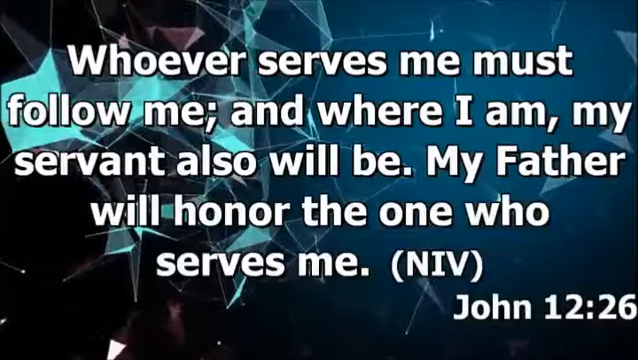 Whoever serves me must
follow me; and where I am, my
servant also will be. My Father
will honor the one who
serves me. (NIV)
John 12:26